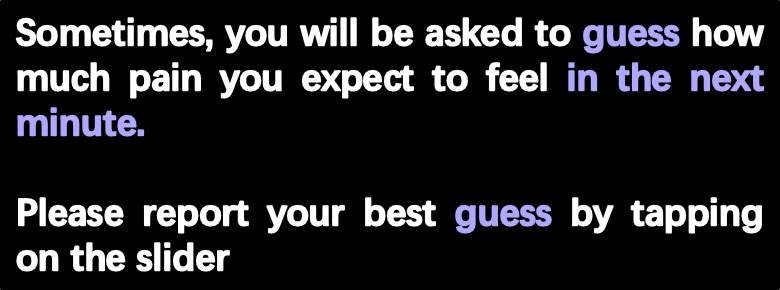 Sometimes, you will be asked to guess how
much pain you expect to feel in the next
minute.
Please report your best guess by tapping
on the slider